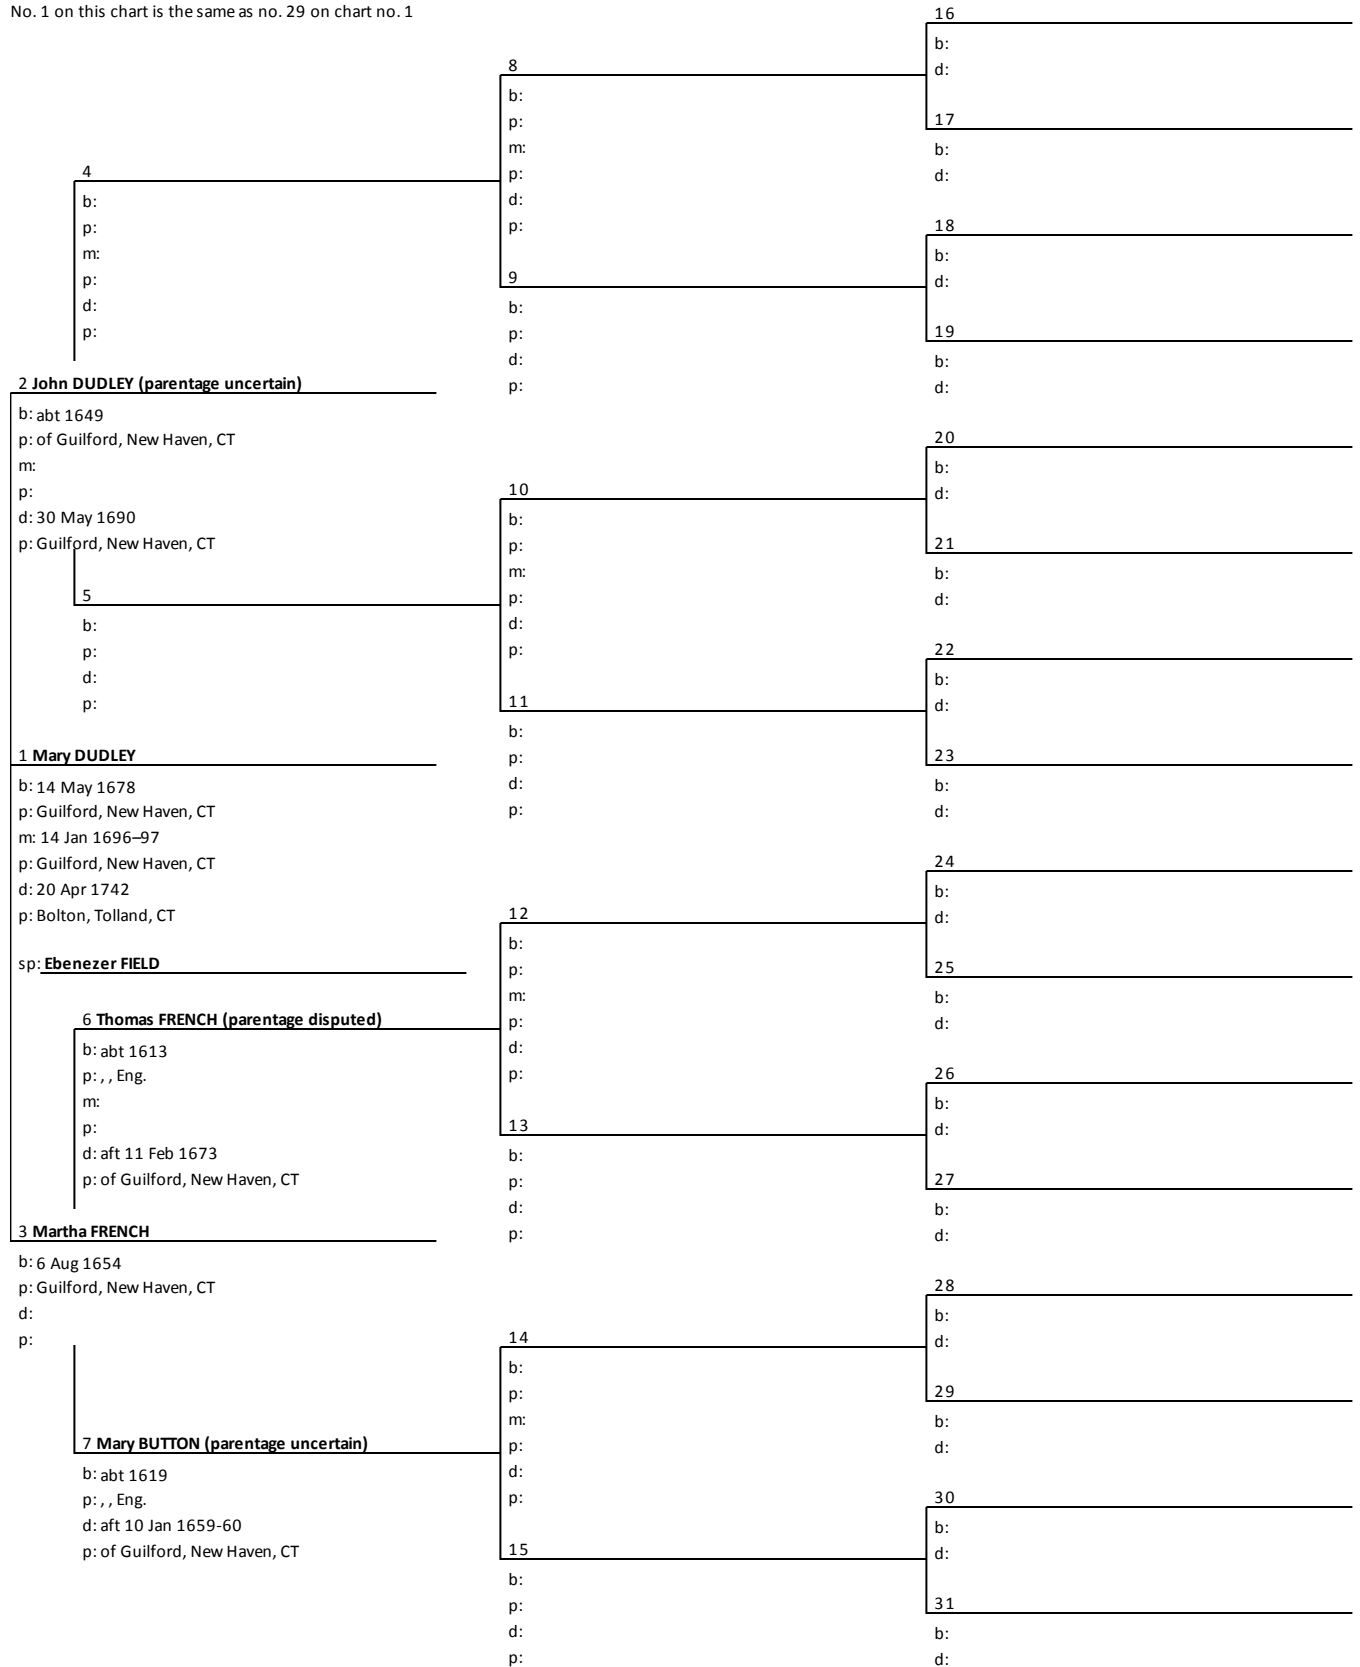 No. 1 on this chart is the same as no. 29 on chart no. 1
16
b:
d:
8
b:
p:
m:
p:
d:
p:
17
b:
d:
4
b:
p:
m:
p:
d:
p:
18
b:
d:
9
b:
p:
d:
p:
19
b:
d:
2 John DUDLEY (parentage uncertain)
b: abt 1649
p: of Guilford, New Haven, CT
m:
p:
d: 30 May 1690
p: Guilford, New Haven, CT
20
b:
d:
10
b:
p:
m:
p:
d:
p:
21
b:
d:
5
b:
p:
d:
p:
22
b:
d:
11
b:
p:
d:
p:
23
b:
d:
1 Mary DUDLEY
b: 14 May 1678
p: Guilford, New Haven, CT
m: 14 Jan 1696–97
p: Guilford, New Haven, CT
d: 20 Apr 1742
p: Bolton, Tolland, CT
sp: Ebenezer FIELD
24
b:
d:
12
b:
p:
m:
p:
d:
p:
25
b:
d:
6 Thomas FRENCH (parentage disputed)
b: abt 1613
p: , , Eng.
m:
p:
d: aft 11 Feb 1673
p: of Guilford, New Haven, CT
26
b:
d:
13
b:
p:
d:
p:
27
b:
d:
3 Martha FRENCH
b: 6 Aug 1654
p: Guilford, New Haven, CT
d:
p:
28
b:
d:
14
b:
p:
m:
p:
d:
p:
29
b:
d:
7 Mary BUTTON (parentage uncertain)
b: abt 1619
p: , , Eng.
d: aft 10 Jan 1659-60
p: of Guilford, New Haven, CT
30
b:
d:
15
b:
p:
d:
p:
31
b:
d: